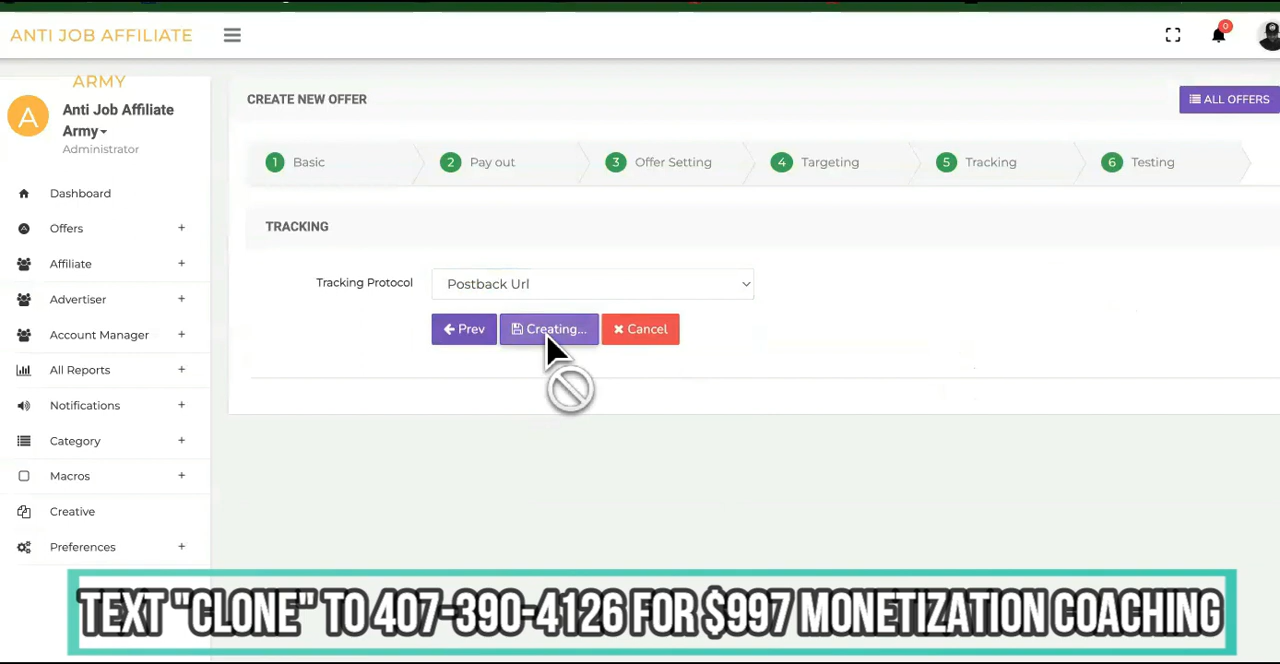 ANTI JOB AFFILIATE
0
ARMY
A
Anti Job Affiliate
Army
Administrator
Dashboard
Offers +
Affiliate +
Advertiser +
Account Manager +
All Reports +
Notifications +
Category +
Macros +
Creative
Preferences +
CREATE NEW OFFER
ALL OFFERS
1 Basic
2 Pay out
3 Offer Setting
4 Targeting
5 Tracking
6 Testing
TRACKING
Tracking Protocol
Postback Url
Prev
Creating...
Cancel
TEXT "CLONE" TO 407-390-4126 FOR $997 MONETIZATION COACHING